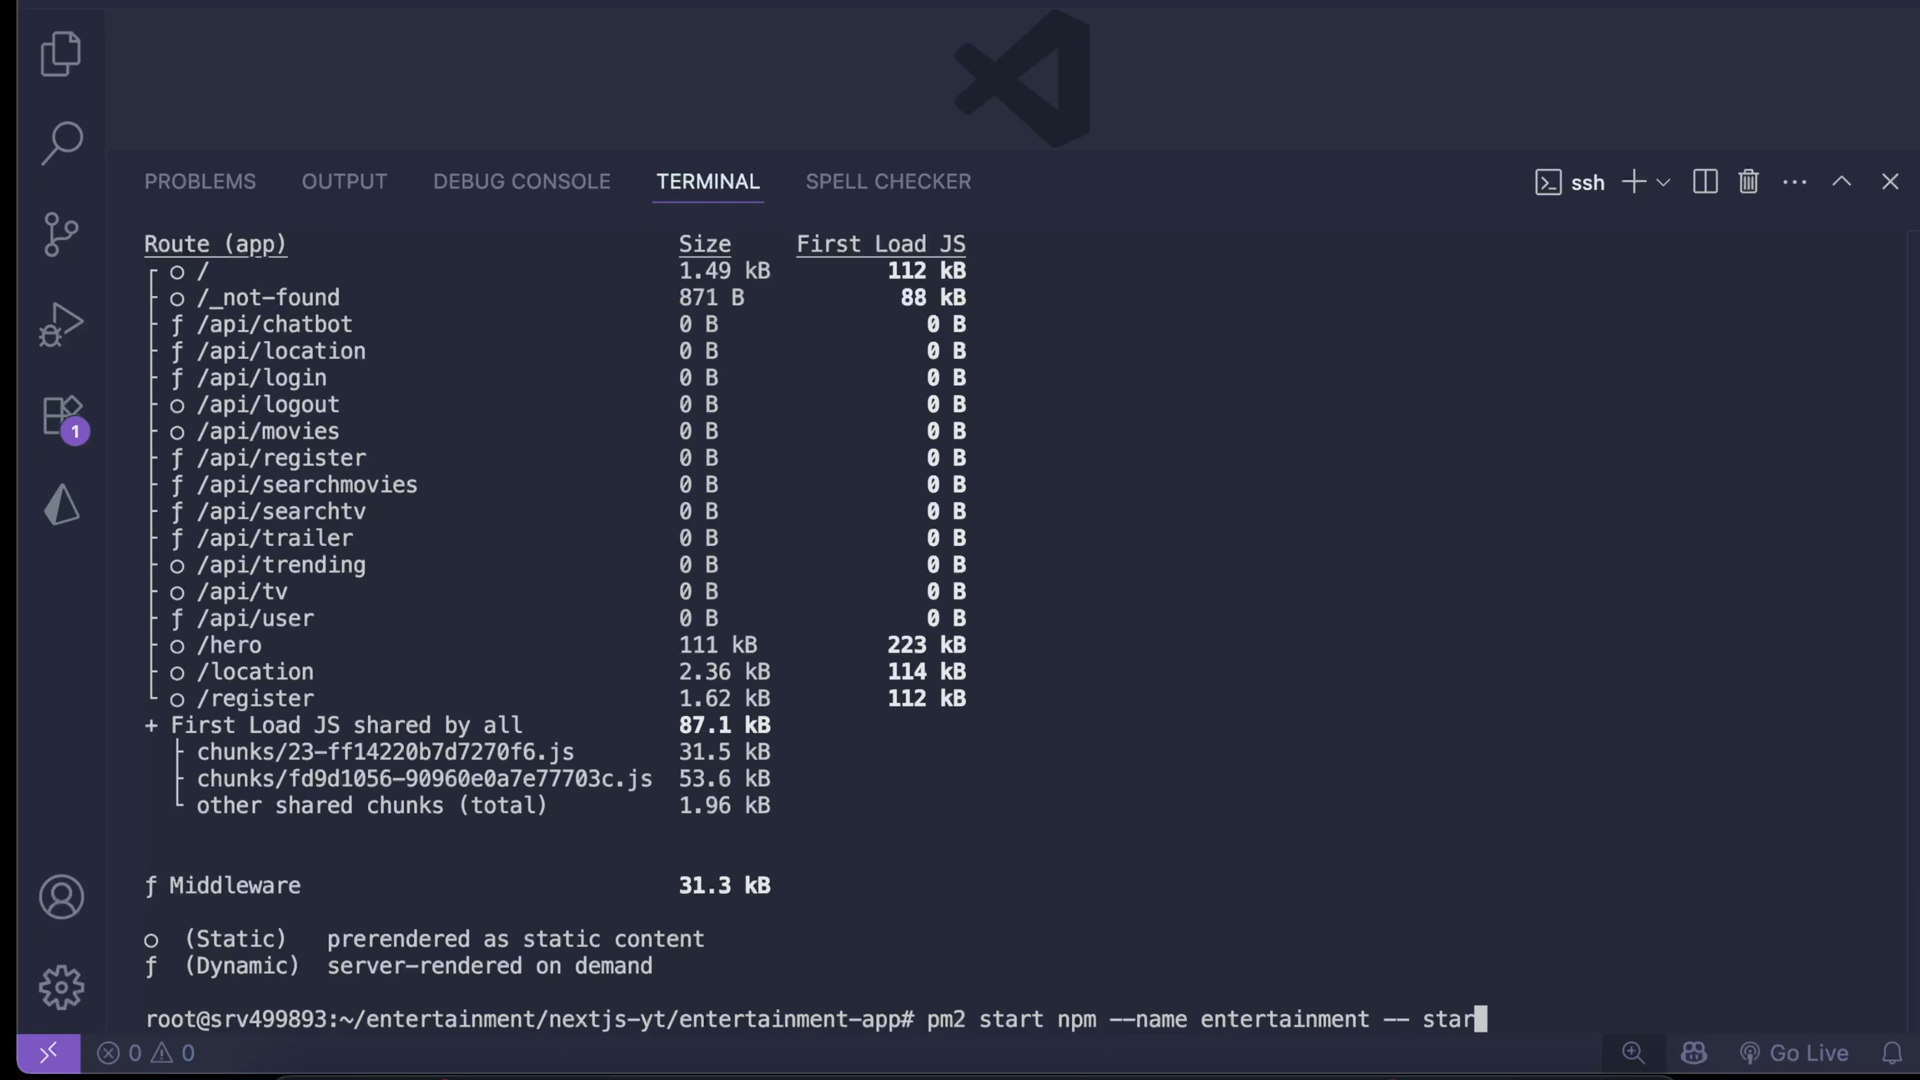 PROBLEMS OUTPUT DEBUG CONSOLE TERMINAL SPELL CHECKER ssh
Route (app) Size First Load JS
┌ ○ / 1.49 kB 112 kB
├ ○ /_not-found 871 B 88 kB
├ ƒ /api/chatbot 0 B 0 B
├ ƒ /api/location 0 B 0 B
├ ƒ /api/login 0 B 0 B
├ ○ /api/logout 0 B 0 B
├ ○ /api/movies 0 B 0 B
├ ƒ /api/register 0 B 0 B
├ ƒ /api/searchmovies 0 B 0 B
├ ƒ /api/searchtv 0 B 0 B
├ ƒ /api/trailer 0 B 0 B
├ ○ /api/trending 0 B 0 B
├ ○ /api/tv 0 B 0 B
├ ƒ /api/user 0 B 0 B
├ ○ /hero 111 kB 223 kB
├ ○ /location 2.36 kB 114 kB
└ ○ /register 1.62 kB 112 kB
+ First Load JS shared by all 87.1 kB
├ chunks/23-ff14220b7d7270f6.js 31.5 kB
├ chunks/fd9d1056-90960e0a7e77703c.js 53.6 kB
└ other shared chunks (total) 1.96 kB
ƒ Middleware 31.3 kB
○ (Static) prerendered as static content
ƒ (Dynamic) server-rendered on demand
root@srv499893:~/entertainment/nextjs-yt/entertainment-app# pm2 start npm --name entertainment -- star
1
0 0 Go Live